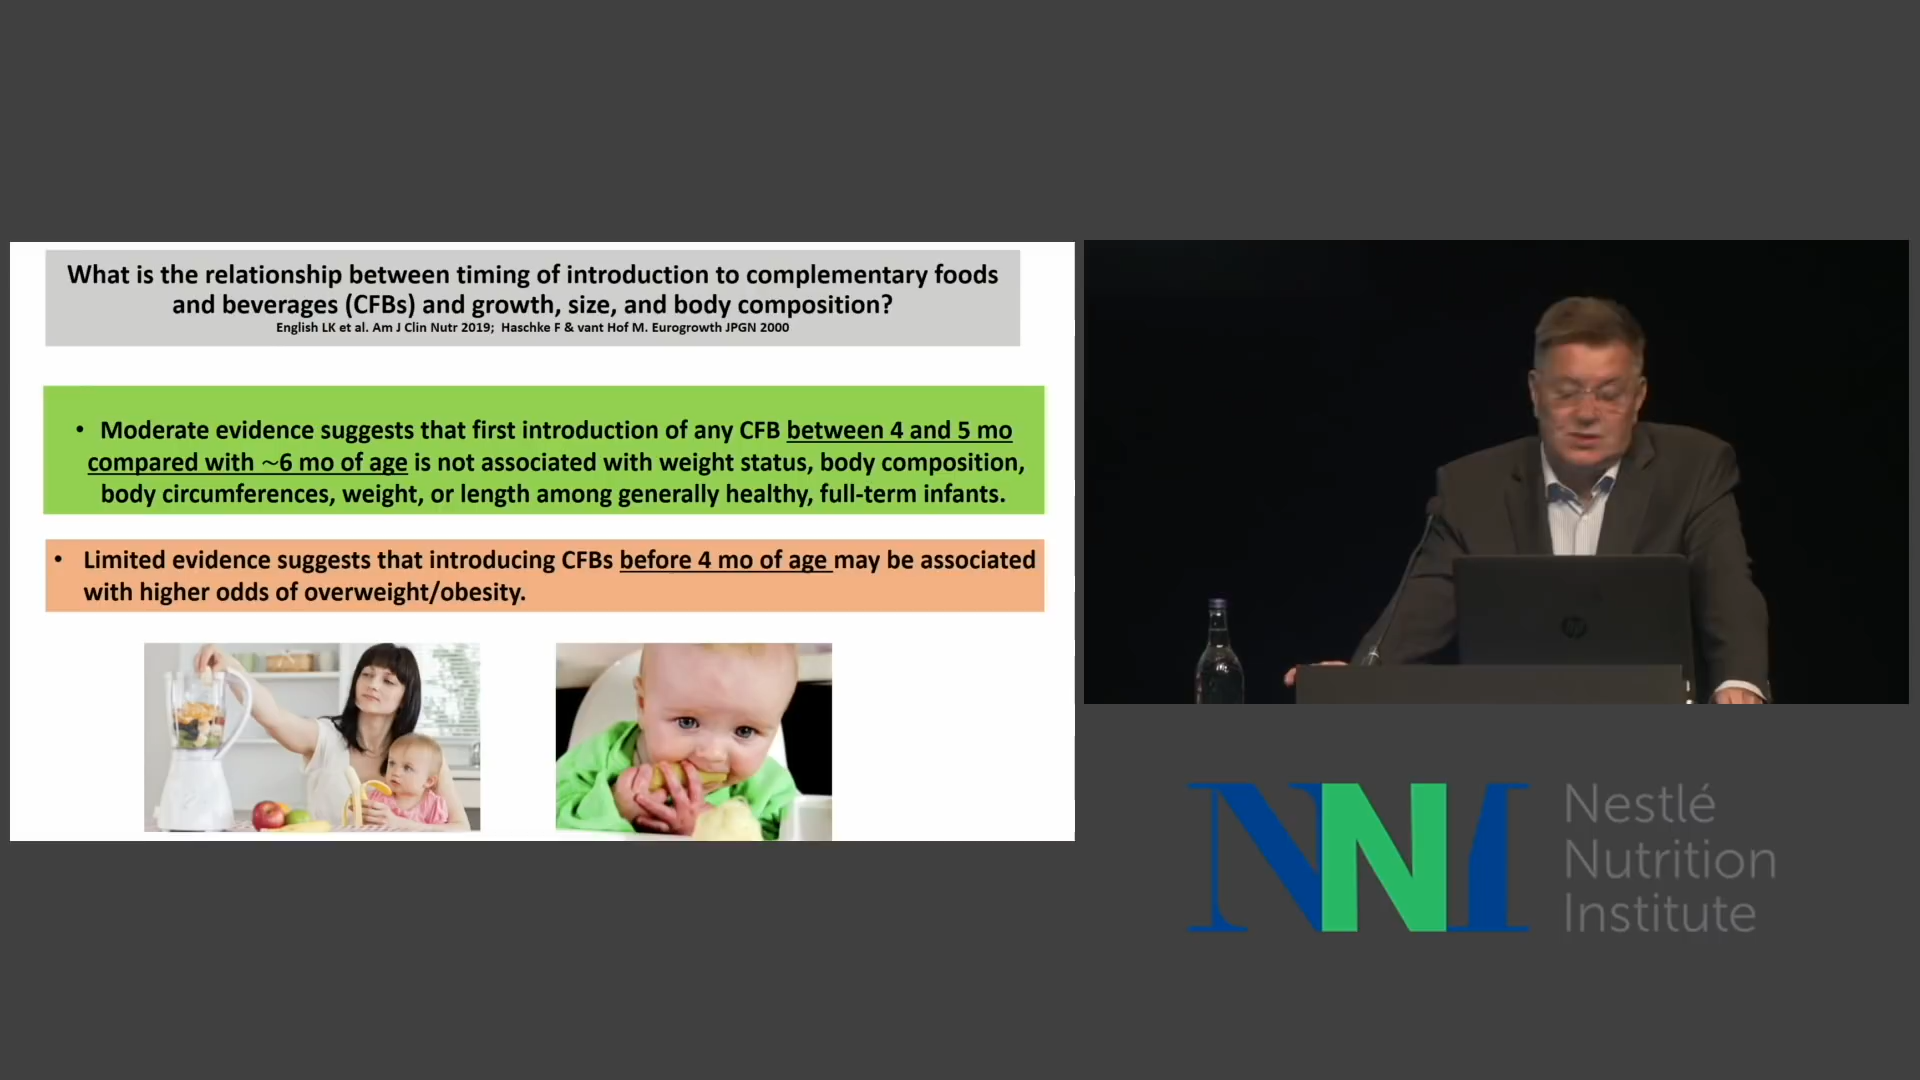 What is the relationship between timing of introduction to complementary foods
and beverages (CFBs) and growth, size, and body composition?
English LK et al. Am J Clin Nutr 2019; Haschke F & vant Hof M. Eurogrowth JPGN 2000
• Moderate evidence suggests that first introduction of any CFB between 4 and 5 mo
compared with ~6 mo of age is not associated with weight status, body composition,
body circumferences, weight, or length among generally healthy, full-term infants.
• Limited evidence suggests that introducing CFBs before 4 mo of age may be associated
with higher odds of overweight/obesity.
hp
NNI
Nestlé
Nutrition
Institute